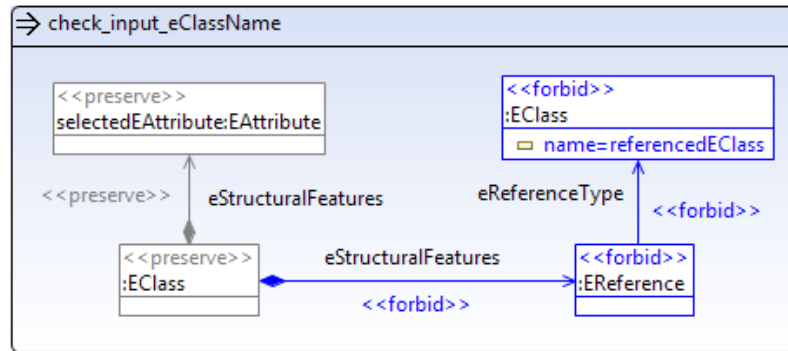 check_input_eClassName
<<preserve>>
selectedEAttribute:EAttribute
<<forbid>>
:EClass
name=referencedEClass
<<preserve>>
eStructuralFeatures
eReferenceType
<<forbid>>
<<preserve>>
:EClass
eStructuralFeatures
<<forbid>>
<<forbid>>
:EReference